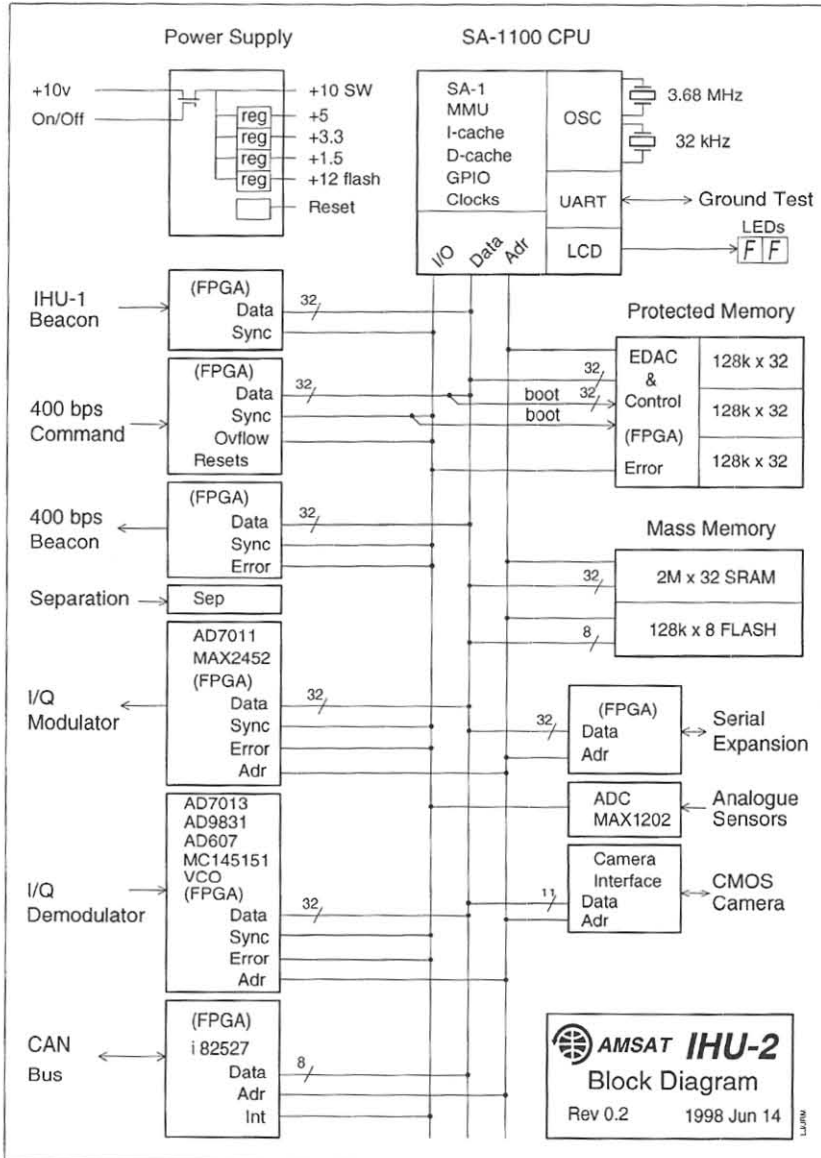 Power Supply
+10v
On/Off
+10 SW
reg +5
reg +3.3
reg +1.5
reg +12 flash
Reset
SA-1100 CPU
SA-1
MMU
I-cache
D-cache
GPIO
Clocks
I/O Data Adr
OSC
3.68 MHz
32 kHz
UART
Ground Test
LCD
LEDs
F F
IHU-1
Beacon
(FPGA)
Data
Sync
32
400 bps
Command
(FPGA)
Data
Sync
Ovflow
Resets
32
boot
boot
400 bps
Beacon
(FPGA)
Data
Sync
Error
32
Separation
Sep
I/Q
Modulator
AD7011
MAX2452
(FPGA)
Data
Sync
Error
Adr
32
I/Q
Demodulator
AD7013
AD9831
AD607
MC145151
VCO
(FPGA)
Data
Sync
Error
Adr
32
CAN
Bus
(FPGA)
i 82527
Data
Adr
Int
8
Protected Memory
32
32
EDAC
&
Control
(FPGA)
Error
128k x 32
128k x 32
128k x 32
Mass Memory
32
2M x 32 SRAM
8
128k x 8 FLASH
32
(FPGA)
Data
Adr
Serial
Expansion
ADC
MAX1202
Analogue
Sensors
11
Camera
Interface
Data
Adr
CMOS
Camera
AMSAT IHU-2
Block Diagram
Rev 0.2 1998 Jun 14